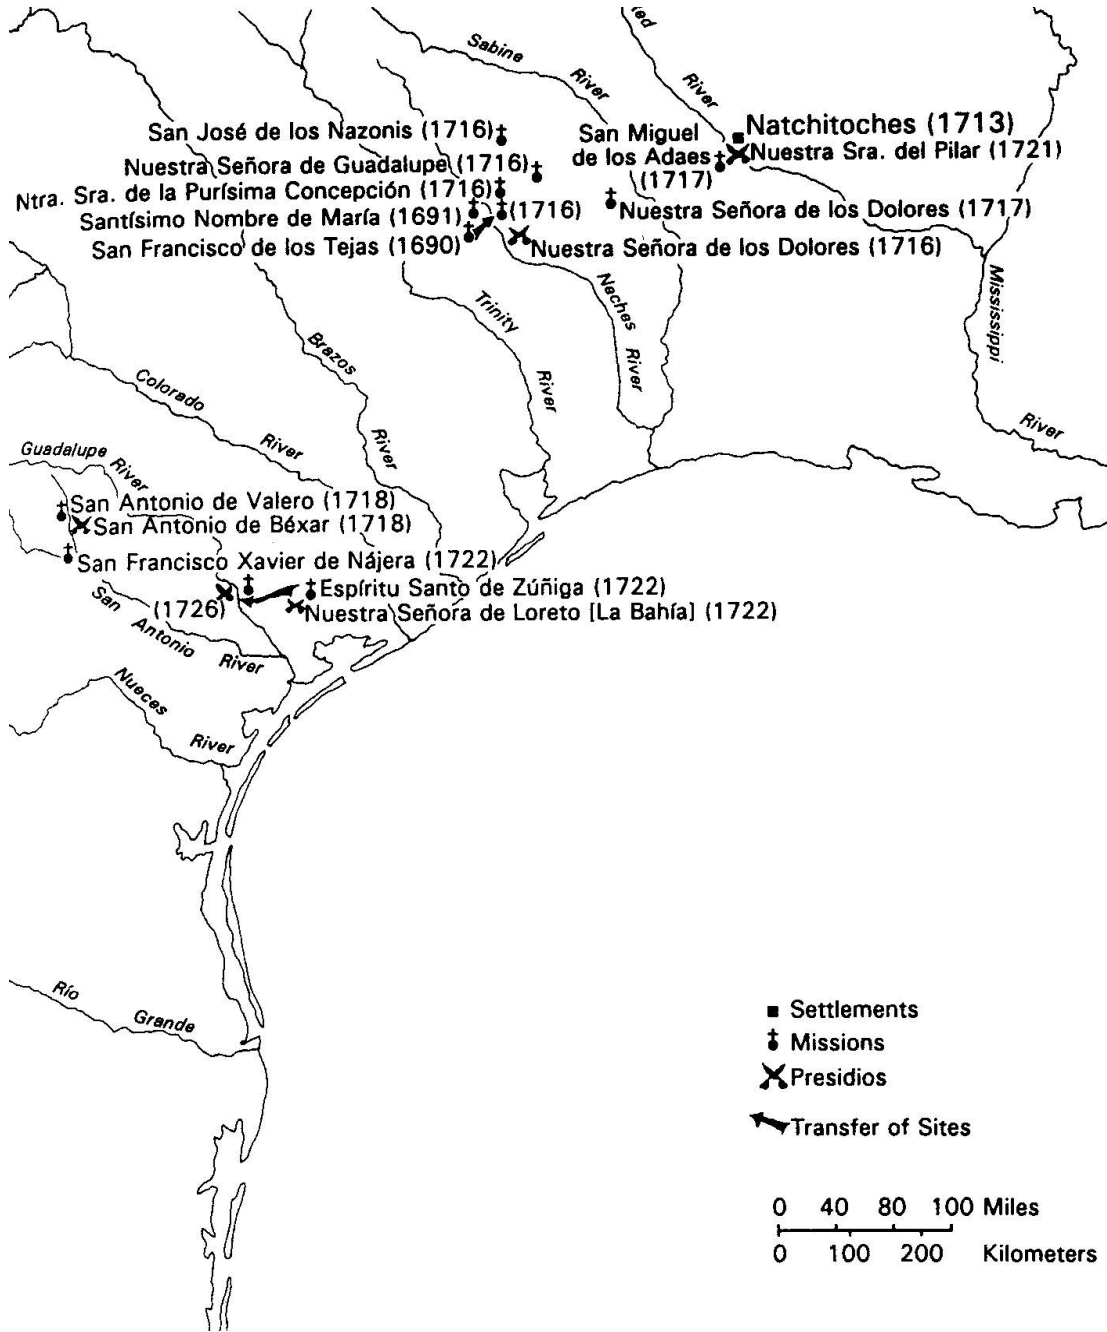 Sabine
River
Red
River
San José de los Nazonis (1716)
Nuestra Señora de Guadalupe (1716)
Ntra. Sra. de la Purísima Concepción (1716)
Santísimo Nombre de María (1691)
(1716)
San Francisco de los Tejas (1690)
San Miguel
de los Adaes
(1717)
Natchitoches (1713)
Nuestra Sra. del Pilar (1721)
Nuestra Señora de los Dolores (1717)
Nuestra Señora de los Dolores (1716)
Mississippi
River
Neches
River
Trinity
River
Brazos
River
Colorado
River
Guadalupe
River
San Antonio de Valero (1718)
San Antonio de Béxar (1718)
San Francisco Xavier de Nájera (1722)
Espíritu Santo de Zúñiga (1722)
(1726)
Nuestra Señora de Loreto [La Bahía] (1722)
San
Antonio
River
Nueces
River
Río
Grande
Settlements
Missions
Presidios
Transfer of Sites
0 40 80 100 Miles
0 100 200 Kilometers